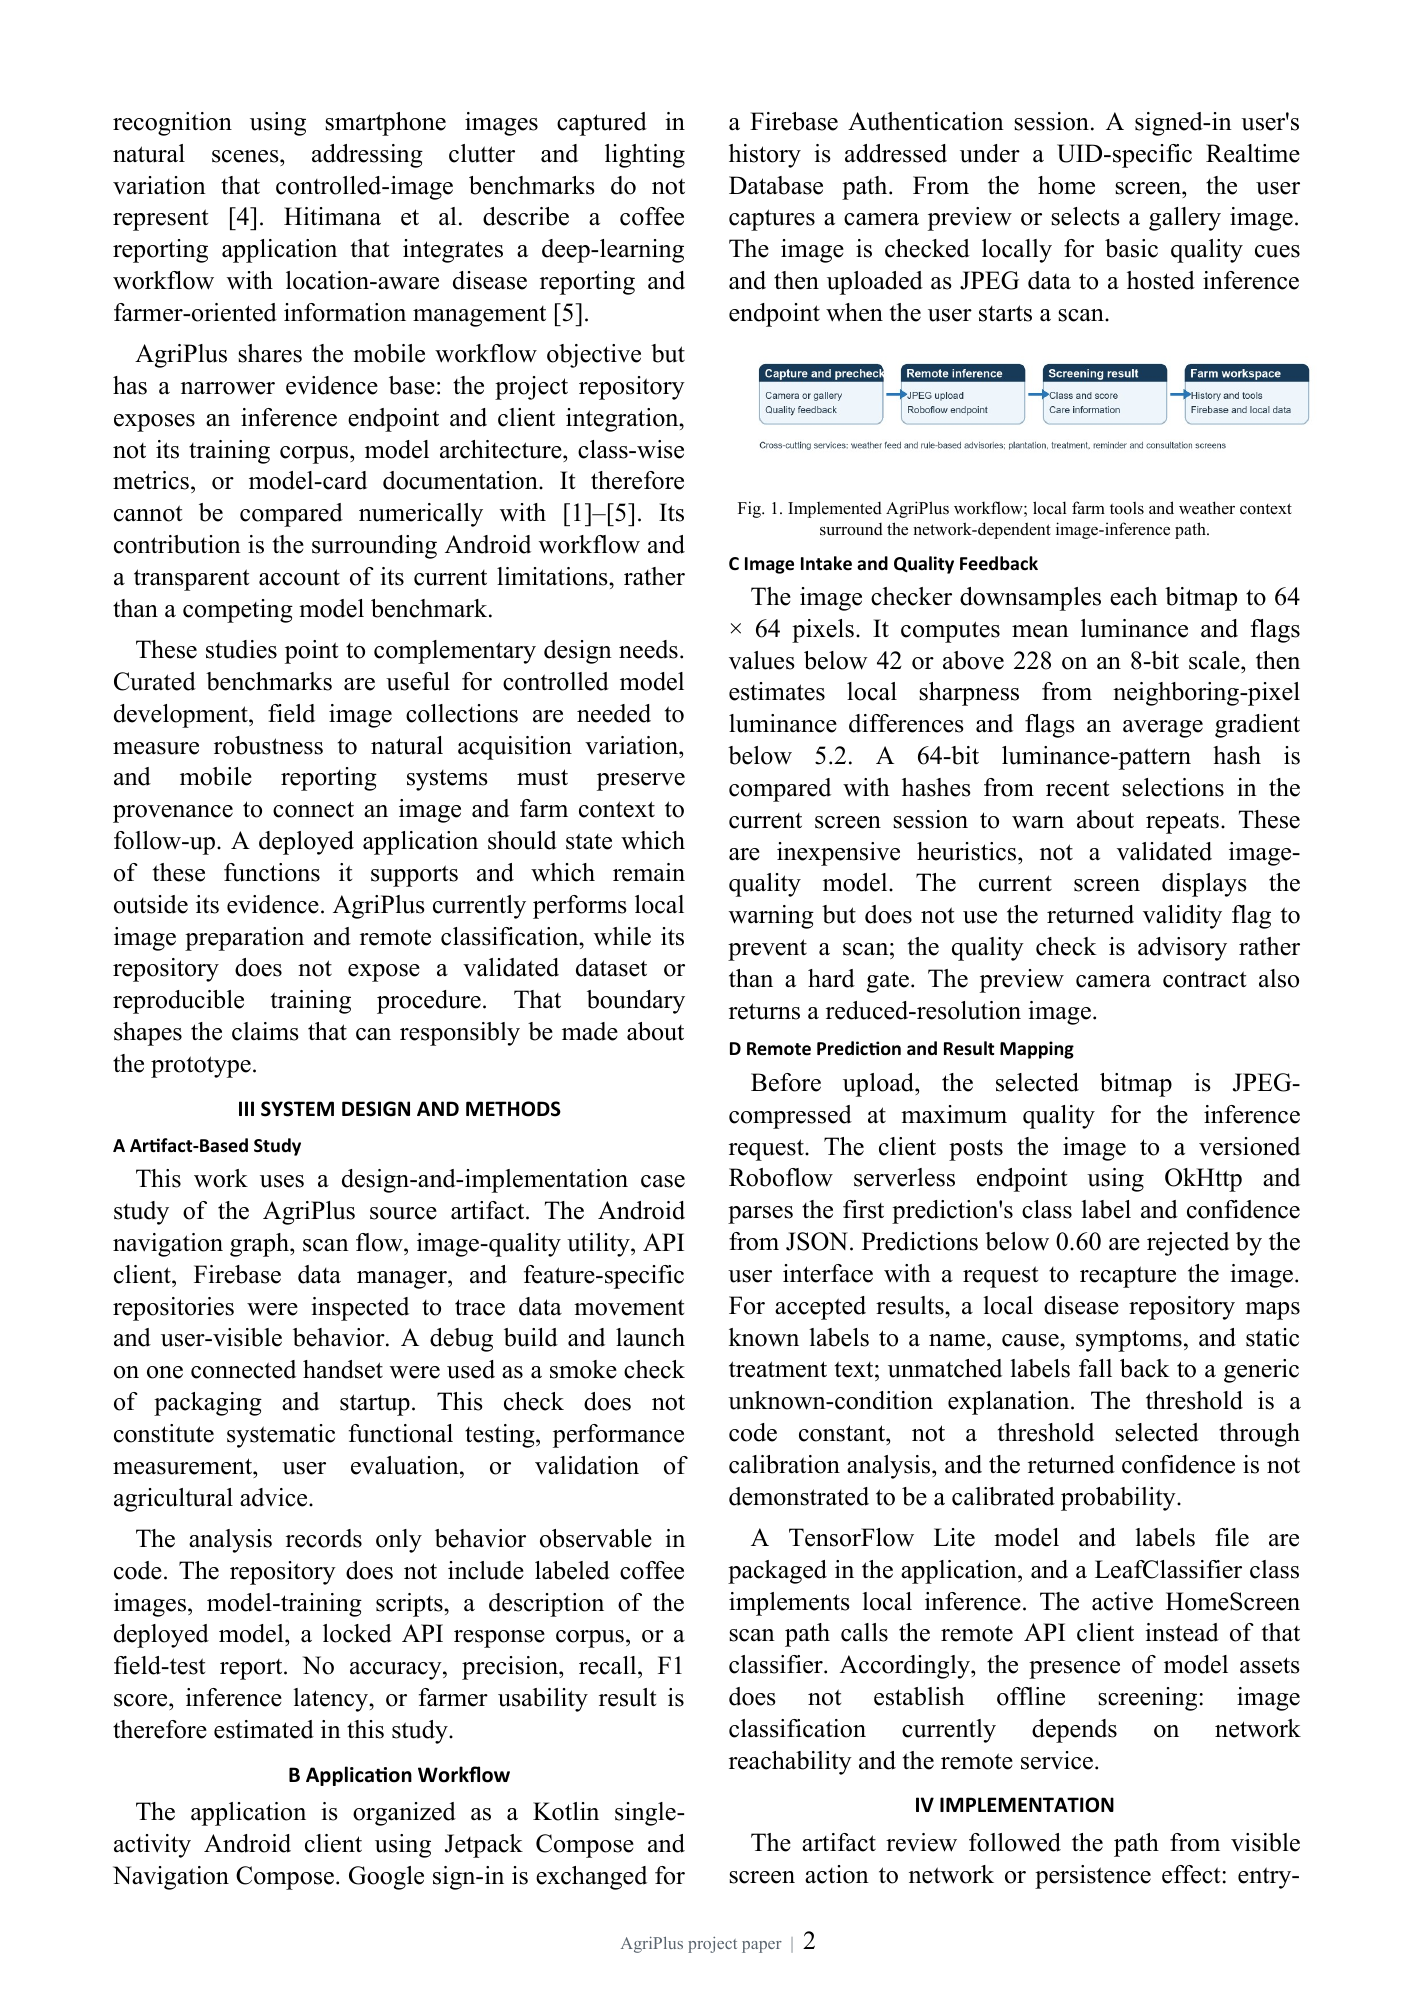 recognition using smartphone images captured in
natural scenes, addressing clutter and lighting
variation that controlled-image benchmarks do not
represent [4]. Hitimana et al. describe a coffee
reporting application that integrates a deep-learning
workflow with location-aware disease reporting and
farmer-oriented information management [5].
AgriPlus shares the mobile workflow objective but
has a narrower evidence base: the project repository
exposes an inference endpoint and client integration,
not its training corpus, model architecture, class-wise
metrics, or model-card documentation. It therefore
cannot be compared numerically with [1]–[5]. Its
contribution is the surrounding Android workflow and
a transparent account of its current limitations, rather
than a competing model benchmark.
These studies point to complementary design needs.
Curated benchmarks are useful for controlled model
development, field image collections are needed to
measure robustness to natural acquisition variation,
and mobile reporting systems must preserve
provenance to connect an image and farm context to
follow-up. A deployed application should state which
of these functions it supports and which remain
outside its evidence. AgriPlus currently performs local
image preparation and remote classification, while its
repository does not expose a validated dataset or
reproducible training procedure. That boundary
shapes the claims that can responsibly be made about
the prototype.
III SYSTEM DESIGN AND METHODS
A Artifact-Based Study
This work uses a design-and-implementation case
study of the AgriPlus source artifact. The Android
navigation graph, scan flow, image-quality utility, API
client, Firebase data manager, and feature-specific
repositories were inspected to trace data movement
and user-visible behavior. A debug build and launch
on one connected handset were used as a smoke check
of packaging and startup. This check does not
constitute systematic functional testing, performance
measurement, user evaluation, or validation of
agricultural advice.
The analysis records only behavior observable in
code. The repository does not include labeled coffee
images, model-training scripts, a description of the
deployed model, a locked API response corpus, or a
field-test report. No accuracy, precision, recall, F1
score, inference latency, or farmer usability result is
therefore estimated in this study.
B Application Workflow
The application is organized as a Kotlin single-
activity Android client using Jetpack Compose and
Navigation Compose. Google sign-in is exchanged for
a Firebase Authentication session. A signed-in user's
history is addressed under a UID-specific Realtime
Database path. From the home screen, the user
captures a camera preview or selects a gallery image.
The image is checked locally for basic quality cues
and then uploaded as JPEG data to a hosted inference
endpoint when the user starts a scan.
Capture and precheck
Camera or gallery
Quality feedback
Remote inference
JPEG upload
Roboflow endpoint
Screening result
Class and score
Care information
Farm workspace
History and tools
Firebase and local data
Cross-cutting services: weather feed and rule-based advisories; plantation, treatment, reminder and consultation screens
Fig. 1. Implemented AgriPlus workflow; local farm tools and weather context
surround the network-dependent image-inference path.
C Image Intake and Quality Feedback
The image checker downsamples each bitmap to 64
× 64 pixels. It computes mean luminance and flags
values below 42 or above 228 on an 8-bit scale, then
estimates local sharpness from neighboring-pixel
luminance differences and flags an average gradient
below 5.2. A 64-bit luminance-pattern hash is
compared with hashes from recent selections in the
current screen session to warn about repeats. These
are inexpensive heuristics, not a validated image-
quality model. The current screen displays the
warning but does not use the returned validity flag to
prevent a scan; the quality check is advisory rather
than a hard gate. The preview camera contract also
returns a reduced-resolution image.
D Remote Prediction and Result Mapping
Before upload, the selected bitmap is JPEG-
compressed at maximum quality for the inference
request. The client posts the image to a versioned
Roboflow serverless endpoint using OkHttp and
parses the first prediction's class label and confidence
from JSON. Predictions below 0.60 are rejected by the
user interface with a request to recapture the image.
For accepted results, a local disease repository maps
known labels to a name, cause, symptoms, and static
treatment text; unmatched labels fall back to a generic
unknown-condition explanation. The threshold is a
code constant, not a threshold selected through
calibration analysis, and the returned confidence is not
demonstrated to be a calibrated probability.
A TensorFlow Lite model and labels file are
packaged in the application, and a LeafClassifier class
implements local inference. The active HomeScreen
scan path calls the remote API client instead of that
classifier. Accordingly, the presence of model assets
does not establish offline screening: image
classification currently depends on network
reachability and the remote service.
IV IMPLEMENTATION
The artifact review followed the path from visible
screen action to network or persistence effect: entry-
AgriPlus project paper | 2